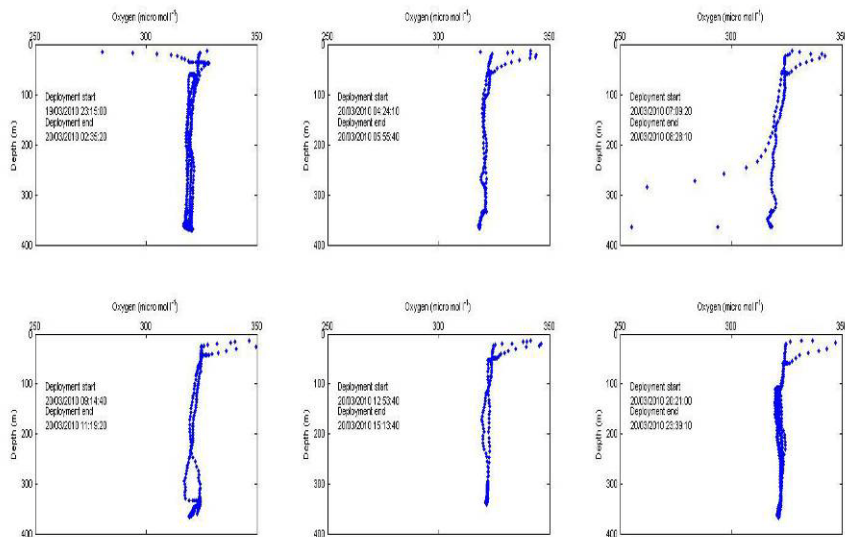 Oxygen (micro mol l⁻¹)
250 300 350
0
100
200
300
400
Depth (m)
Deployment start
19/03/2010 23:15:00
Deployment end
20/03/2010 02:35:20
Oxygen (micro mol l⁻¹)
250 300 350
0
100
200
300
400
Depth (m)
Deployment start
20/03/2010 04:24:10
Deployment end
20/03/2010 05:55:40
Oxygen (micro mol l⁻¹)
250 300 350
0
100
200
300
400
Depth (m)
Deployment start
20/03/2010 07:09:20
Deployment end
20/03/2010 08:28:10
Oxygen (micro mol l⁻¹)
250 300 350
0
100
200
300
400
Depth (m)
Deployment start
20/03/2010 09:14:40
Deployment end
20/03/2010 11:19:20
Oxygen (micro mol l⁻¹)
250 300 350
0
100
200
300
400
Depth (m)
Deployment start
20/03/2010 12:53:40
Deployment end
20/03/2010 15:13:40
Oxygen (micro mol l⁻¹)
250 300 350
0
100
200
300
400
Depth (m)
Deployment start
20/03/2010 20:21:00
Deployment end
20/03/2010 23:39:10